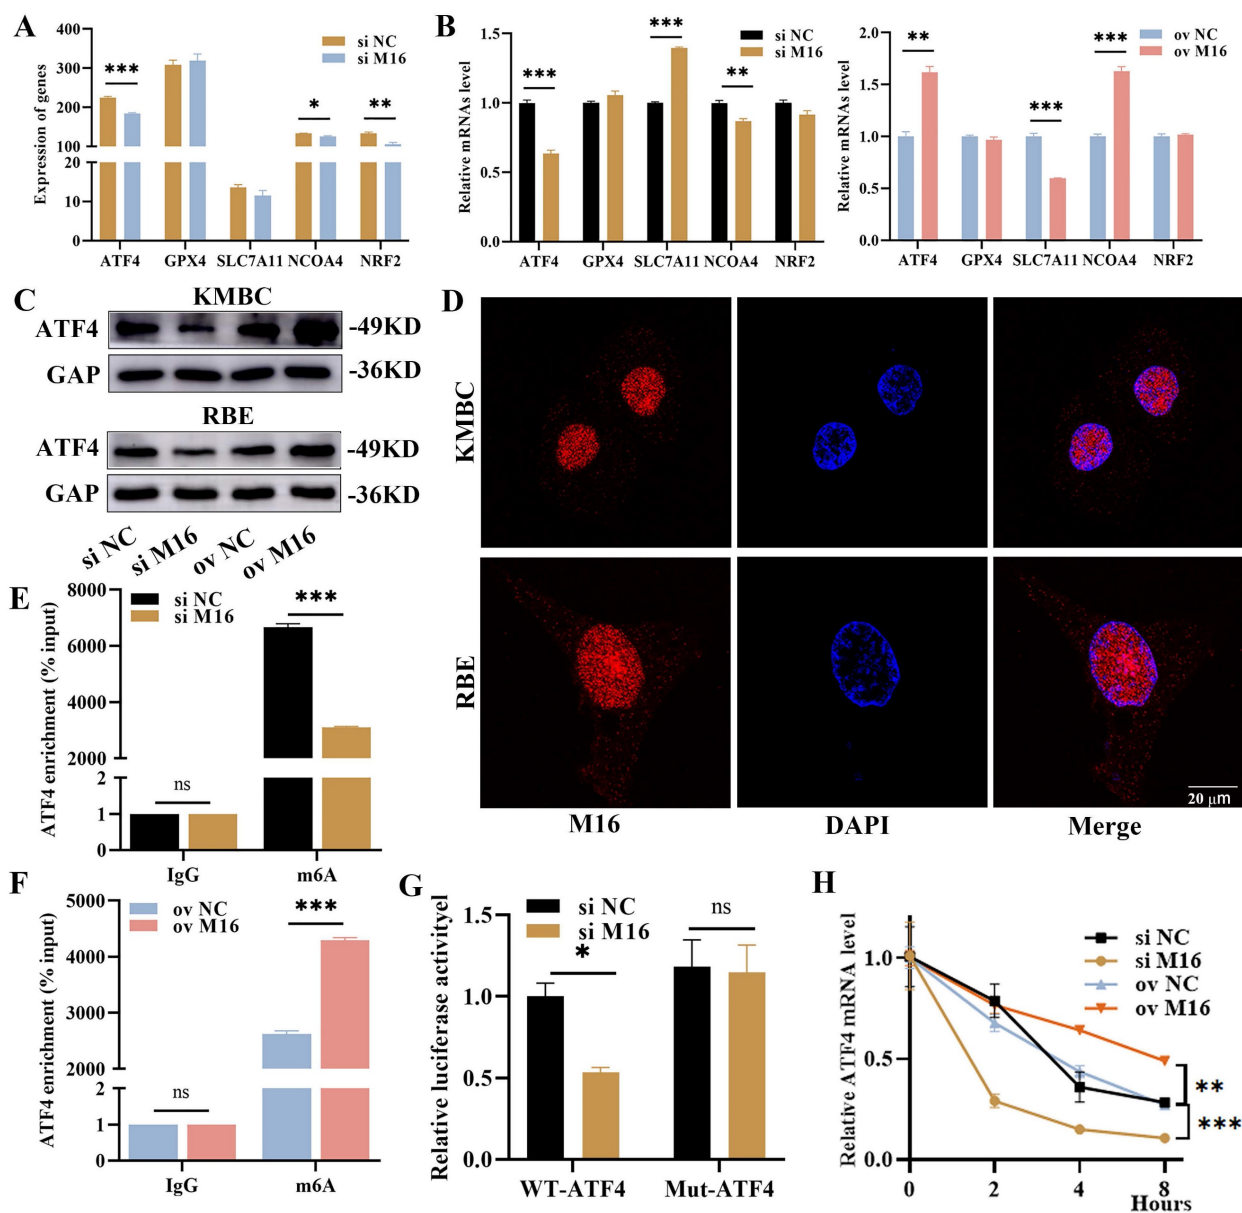 A
Expression of genes
400
300
200
100
20
10
0
si NC
si M16
***
*
**
ATF4 GPX4 SLC7A11 NCOA4 NRF2
B
Relative mRNAs level
1.5
1.0
0.5
0.0
si NC
si M16
***
***
**
ATF4 GPX4 SLC7A11 NCOA4 NRF2
Relative mRNAs level
2.0
1.5
1.0
0.5
0.0
ov NC
ov M16
**
***
***
ATF4 GPX4 SLC7A11 NCOA4 NRF2
C
KMBC
ATF4 -49KD
GAP -36KD
RBE
ATF4 -49KD
GAP -36KD
si NC si M16 ov NC ov M16
D
KMBC
RBE
20 μm
M16 DAPI Merge
E
ATF4 enrichment (% input)
8000
6000
4000
2000
2
1
0
si NC
si M16
ns
***
IgG m6A
F
ATF4 enrichment (% input)
5000
4000
3000
2000
2
1
0
ov NC
ov M16
ns
***
IgG m6A
G
Relative luciferase activityel
1.5
1.0
0.5
0.0
si NC
si M16
*
ns
WT-ATF4 Mut-ATF4
H
Relative ATF4 mRNA level
1.0
0.5
0.0
si NC
si M16
ov NC
ov M16
**
***
0 2 4 8
Hours